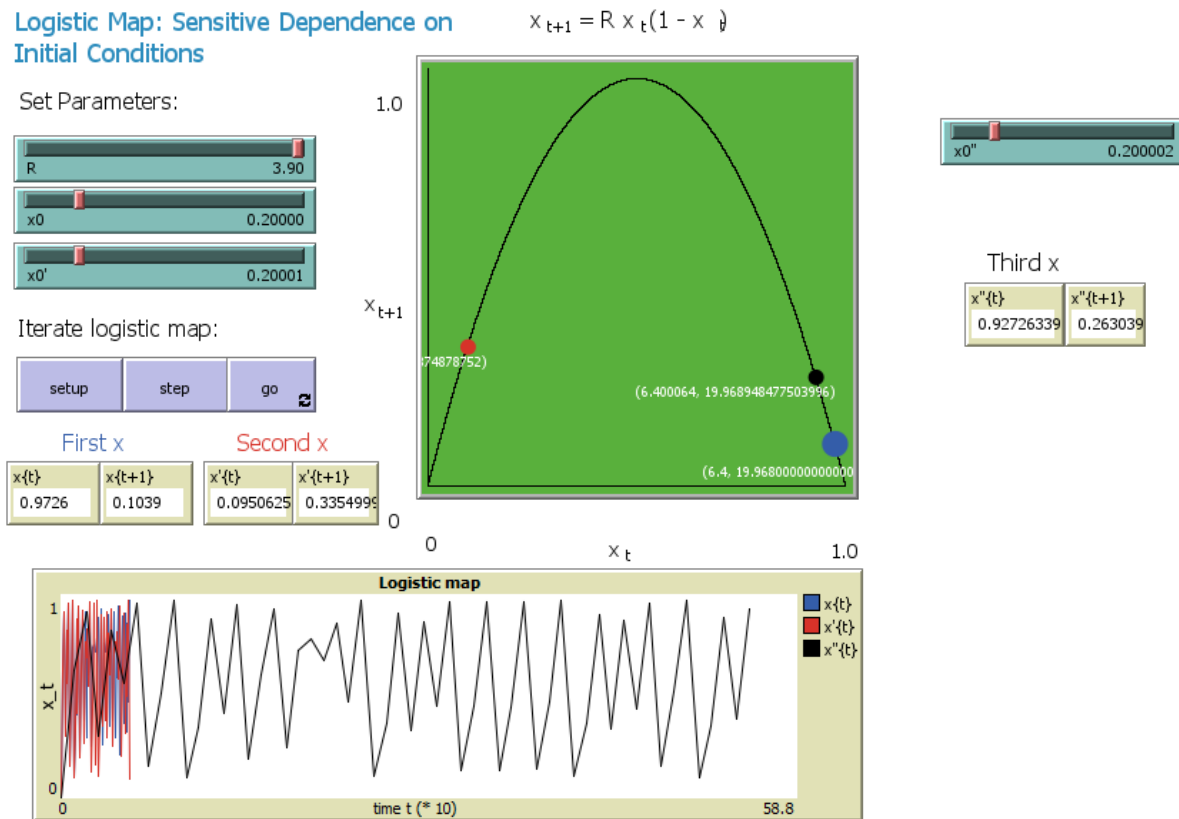 Logistic Map: Sensitive Dependence on
Initial Conditions
x t+1 = R x t(1 - x t)
Set Parameters:
R 3.90
x0 0.20000
x0' 0.20001
x0" 0.200002
Iterate logistic map:
setup step go
First x
x{t} x{t+1}
0.9726 0.1039
Second x
x'{t} x'{t+1}
0.0950625 0.3354999
1.0
x t+1
874878752)
(6.400064, 19.968948477503996)
(6.4, 19.96800000000000
0
0 x t 1.0
Third x
x"{t} x"{t+1}
0.92726339 0.263039
Logistic map
1
x_t
0
0 time t (* 10) 58.8
x{t}
x'{t}
x"{t}